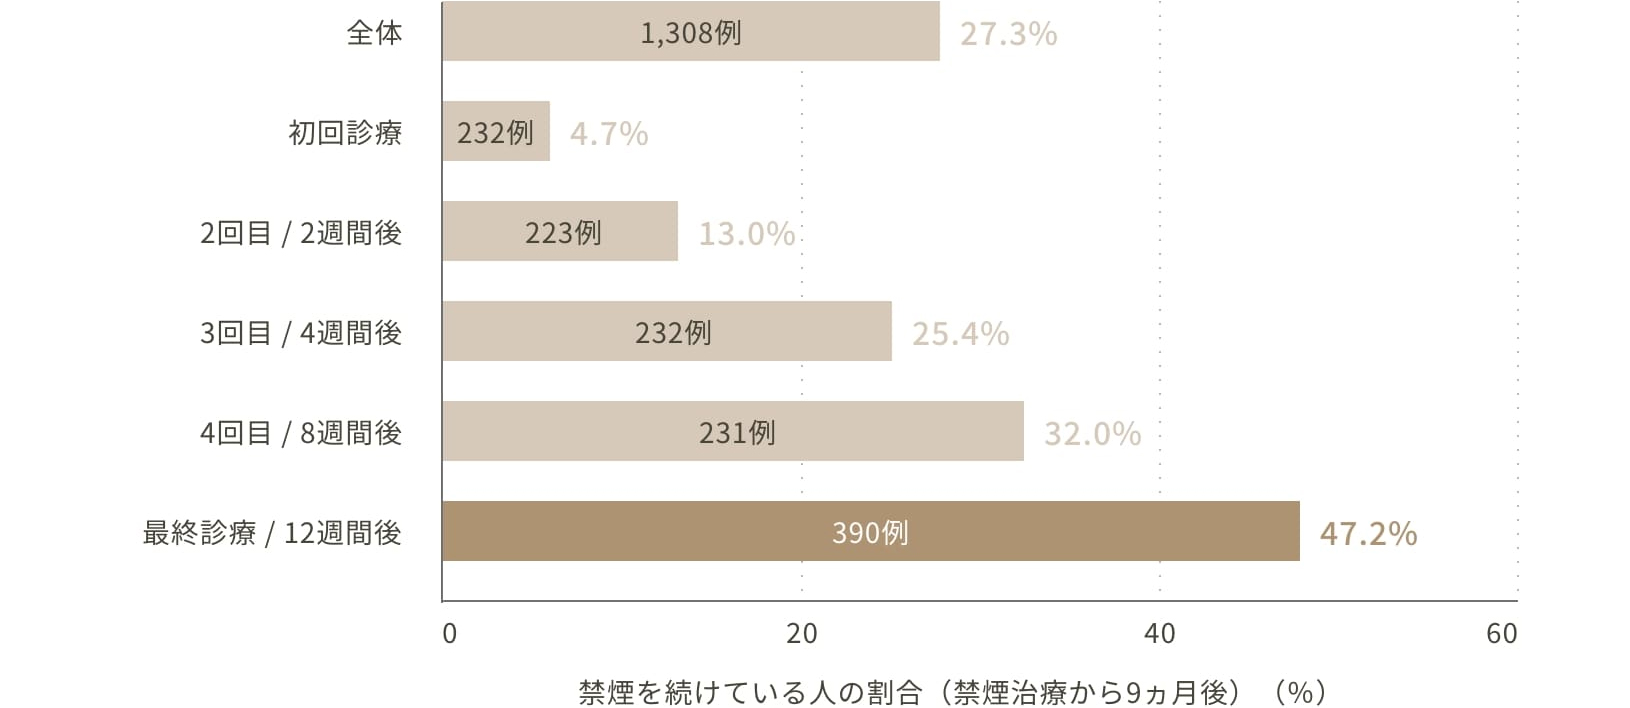 全体 1,308例 27.3%
初回診療 232例 4.7%
2回目 / 2週間後 223例 13.0%
3回目 / 4週間後 232例 25.4%
4回目 / 8週間後 231例 32.0%
最終診療 / 12週間後 390例 47.2%
0 20 40 60
禁煙を続けている人の割合（禁煙治療から9ヵ月後）（%）